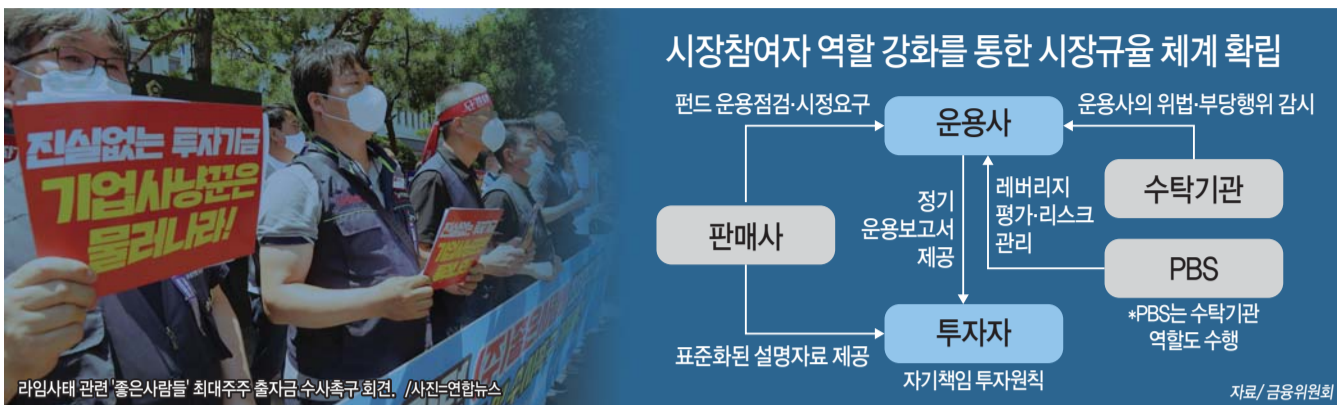 진실없는 투자기금
기업사냥꾼은
물러나라!
라임사태 관련 '좋은사람들' 최대주주 출자금 수사촉구 회견. /사진=연합뉴스
시장참여자 역할 강화를 통한 시장규율 체계 확립
펀드 운용점검·시정요구
운용사의 위법·부당행위 감시
운용사
수탁기관
판매사
정기
운용보고서
제공
레버리지
평가·리스크
관리
PBS
*PBS는 수탁기관
역할도 수행
투자자
표준화된 설명자료 제공
자기책임 투자원칙
자료/ 금융위원회